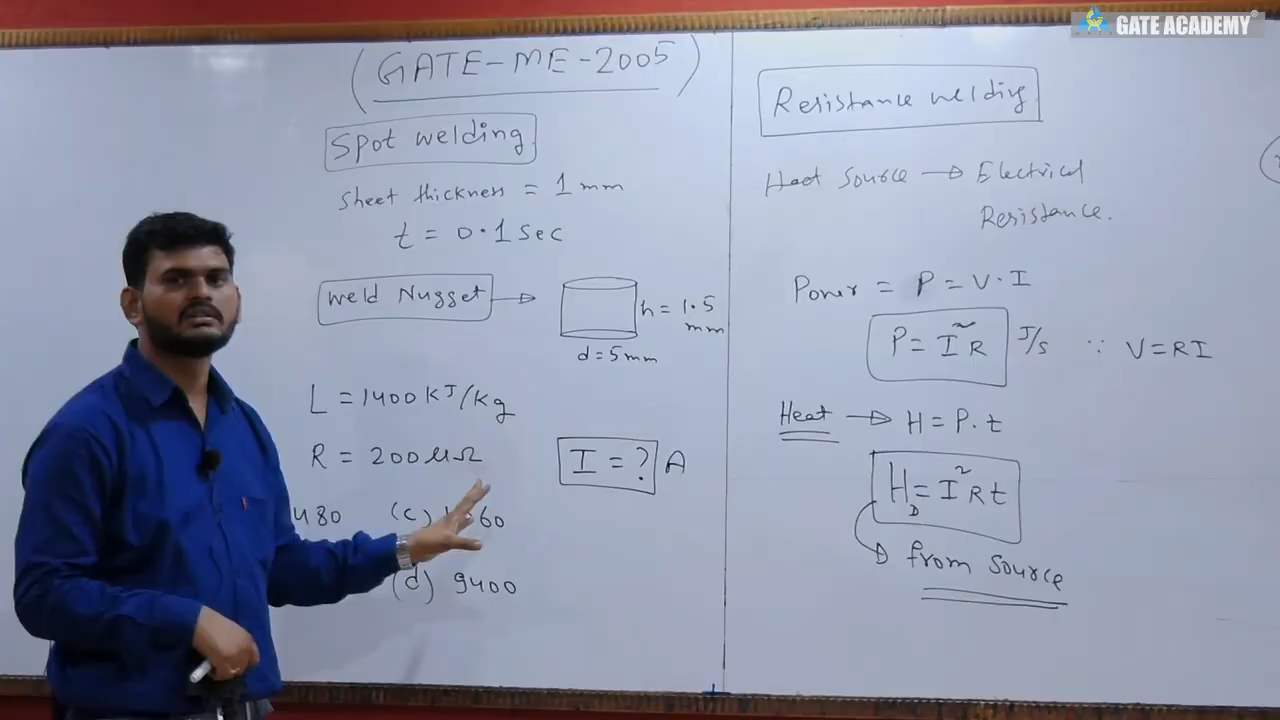 GATE ACADEMY
(GATE-ME-2005)
Spot welding
Sheet thickness = 1 mm
t = 0.1 Sec
Weld Nugget
h = 1.5
mm
d = 5mm
L = 1400 KJ/Kg
R = 200 μΩ
I = ? A
480 (c) 60
(d) 9400
Resistance welding
Heat Source → Electrical
Resistance.
Power = P = V·I
P = I²R J/s ∵ V = RI
Heat → H = P·t
H = I²Rt
from source